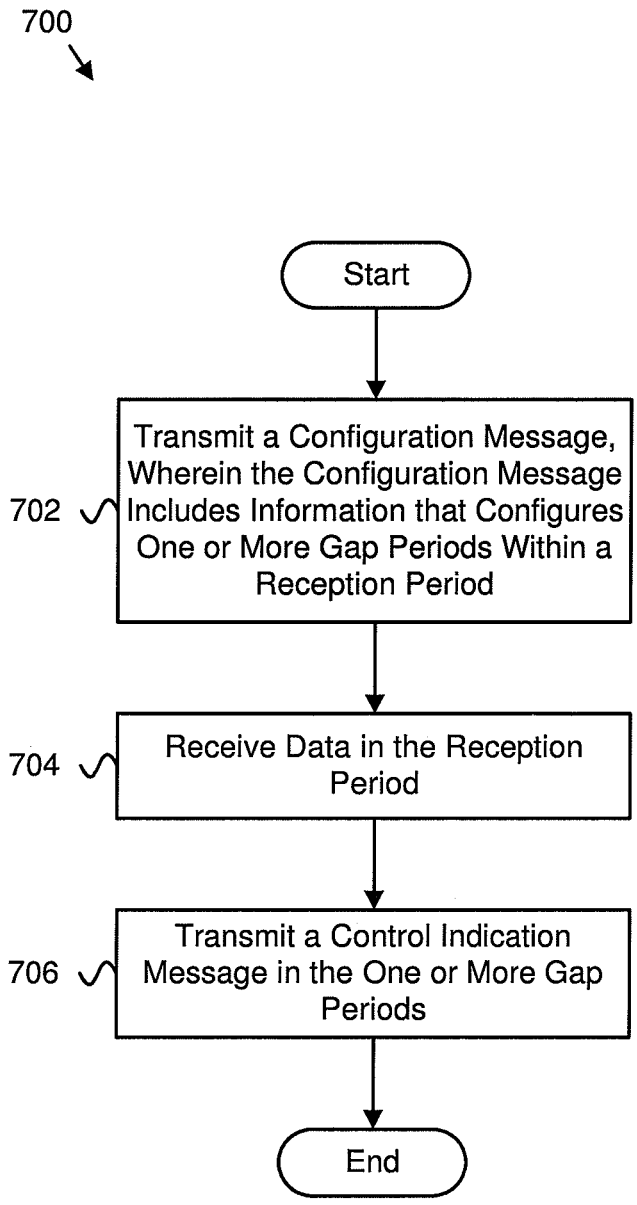 700
Start
Transmit a Configuration Message,
Wherein the Configuration Message
702
Includes Information that Configures
One or More Gap Periods Within a
Reception Period
Receive Data in the Reception
704
Period
Transmit a Control Indication
706
Message in the One or More Gap
Periods
End